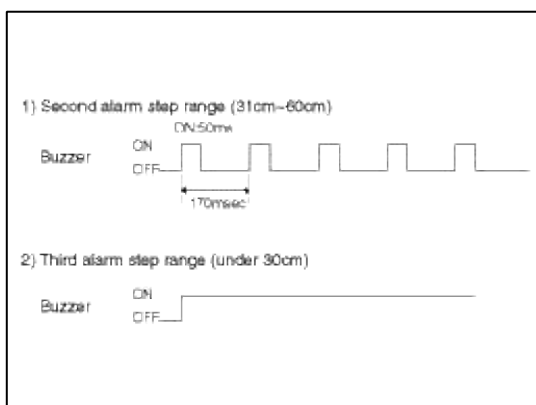 1) Second alarm step range (31cm~60cm)
ON:50ms
Buzzer
ON
OFF
170msec
2) Third alarm step range (under 30cm)
Buzzer
ON
OFF